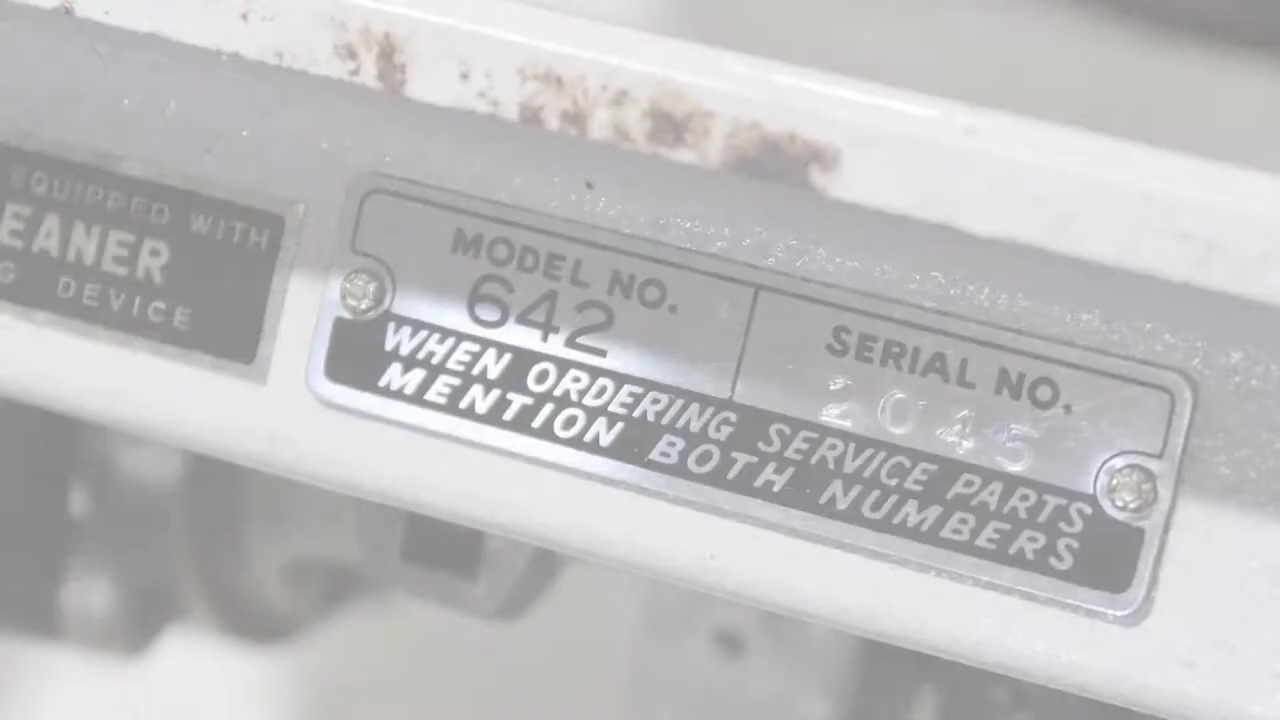 EQUIPPED WITH
EANER
G DEVICE
MODEL NO.
642
SERIAL NO.
2045
WHEN ORDERING SERVICE PARTS
MENTION BOTH NUMBERS